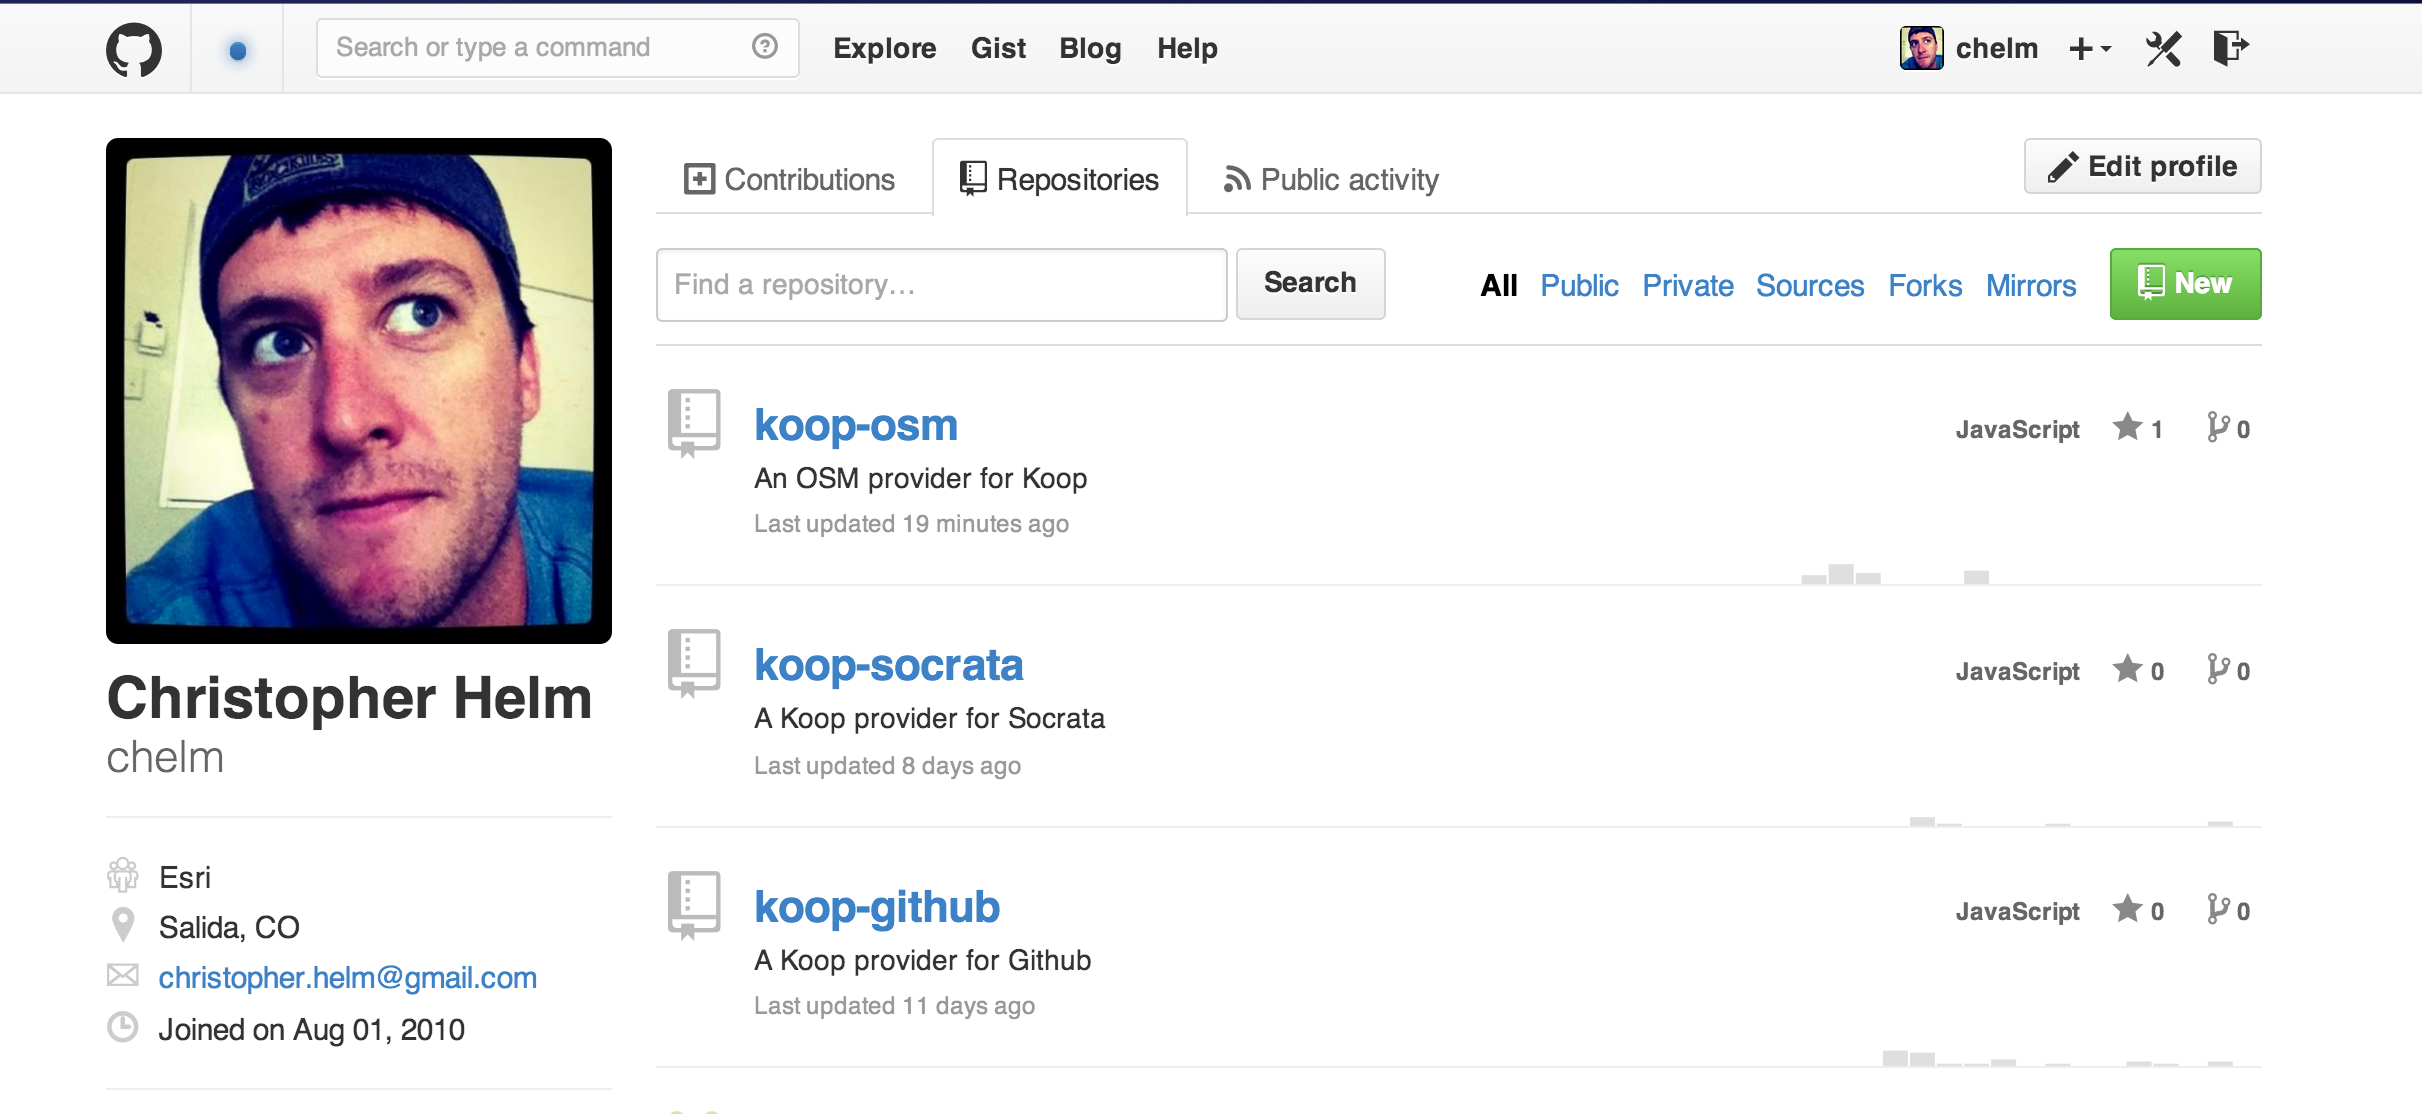 Search or type a command
Explore Gist Blog Help
chelm
Contributions Repositories Public activity
Edit profile
Find a repository…
Search
All Public Private Sources Forks Mirrors
New
Christopher Helm
chelm
Esri
Salida, CO
christopher.helm@gmail.com
Joined on Aug 01, 2010
koop-osm
JavaScript 1 0
An OSM provider for Koop
Last updated 19 minutes ago
koop-socrata
JavaScript 0 0
A Koop provider for Socrata
Last updated 8 days ago
koop-github
JavaScript 0 0
A Koop provider for Github
Last updated 11 days ago